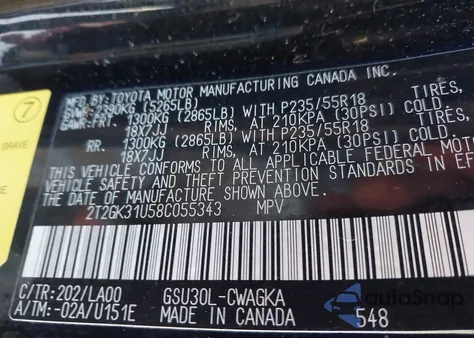 7
GRAVE.
MFD.BY:TOYOTA MOTOR MANUFACTURING CANADA INC.
GVWR 2390KG (5265LB)
GAWR:FRT 1300KG (2865LB) WITH P235/55R18 TIRES,
18X7JJ RIMS, AT 210KPA (30PSI) COLD.
RR. 1300KG (2865LB) WITH P235/55R18 TIRES,
18X7JJ RIMS, AT 210KPA (30PSI) COLD.
THIS VEHICLE CONFORMS TO ALL APPLICABLE FEDERAL MOTOR
VEHICLE SAFETY AND THEFT PREVENTION STANDARDS IN EF
THE DATE OF MANUFACTURE SHOWN ABOVE.
2T2GK31U58C055343 MPV
C/TR:202/LA00 GSU30L-CWAGKA
A/TM:-02A/U151E MADE IN CANADA 548
autoSnap